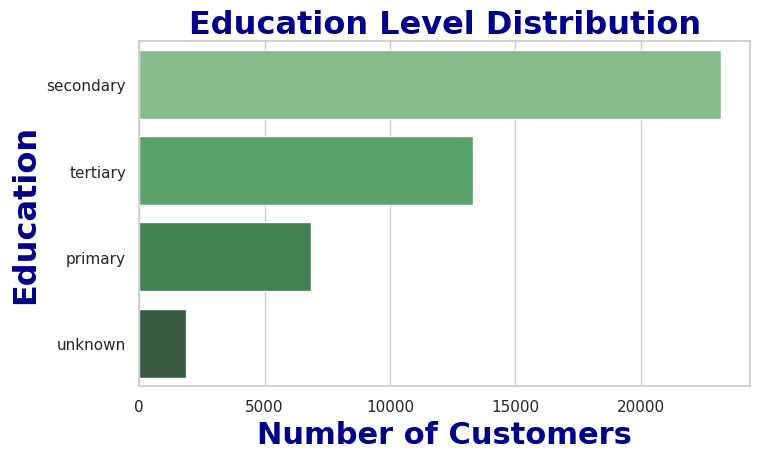 Education Level Distribution
Education
secondary
tertiary
primary
unknown
0 5000 10000 15000 20000
Number of Customers